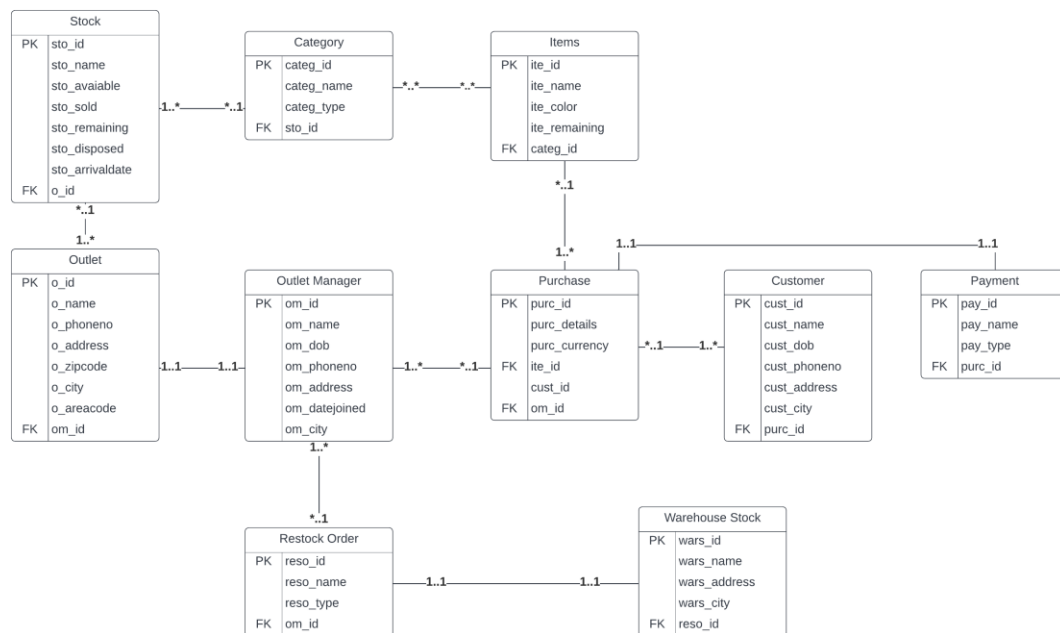 Stock
PK sto_id
sto_name
sto_avaiable
sto_sold
sto_remaining
sto_disposed
sto_arrivaldate
FK o_id
1..*
*..1
Category
PK categ_id
categ_name
categ_type
FK sto_id
*..*
*..*
Items
PK ite_id
ite_name
ite_color
ite_remaining
FK categ_id
*..1
1..*
*..1
1..*
1..1
1..1
Outlet
PK o_id
o_name
o_phoneno
o_address
o_zipcode
o_city
o_areacode
FK om_id
1..1
1..1
Outlet Manager
PK om_id
om_name
om_dob
om_phoneno
om_address
om_datejoined
om_city
1..*
*..1
Purchase
PK purc_id
purc_details
purc_currency
FK ite_id
cust_id
FK om_id
*..1
1..*
Customer
PK cust_id
cust_name
cust_dob
cust_phoneno
cust_address
cust_city
FK purc_id
Payment
PK pay_id
pay_name
pay_type
FK purc_id
1..*
*..1
Restock Order
PK reso_id
reso_name
reso_type
FK om_id
1..1
1..1
Warehouse Stock
PK wars_id
wars_name
wars_address
wars_city
FK reso_id